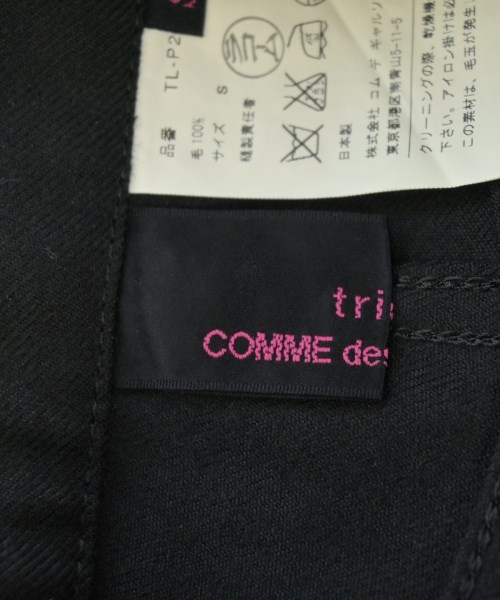 品番 TL-P2
毛 100%
サイズ S
縫製責任者
日本製
株式会社 コム デ ギャルソ
東京都港区南青山5-11-5
クリーニングの際、乾燥機
下さい。アイロン掛けは必
この素材は、毛玉が発生し
tri
COMME des